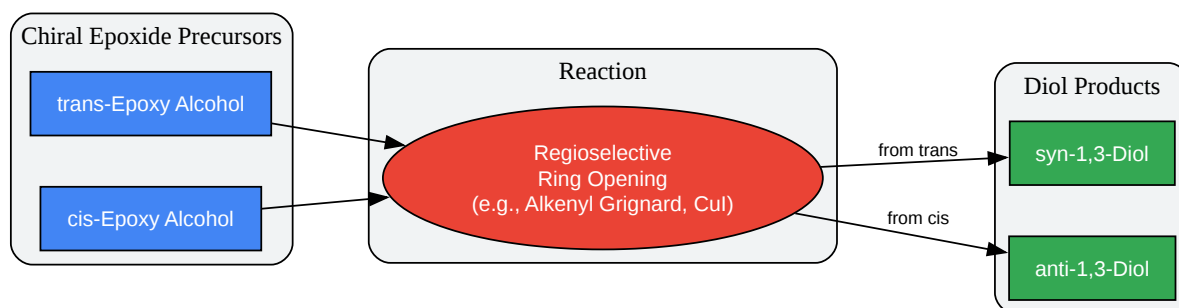 Chiral Epoxide Precursors
trans-Epoxy Alcohol
cis-Epoxy Alcohol
Reaction
Regioselective
Ring Opening
(e.g., Alkenyl Grignard, CuI)
from trans
from cis
Diol Products
syn-1,3-Diol
anti-1,3-Diol